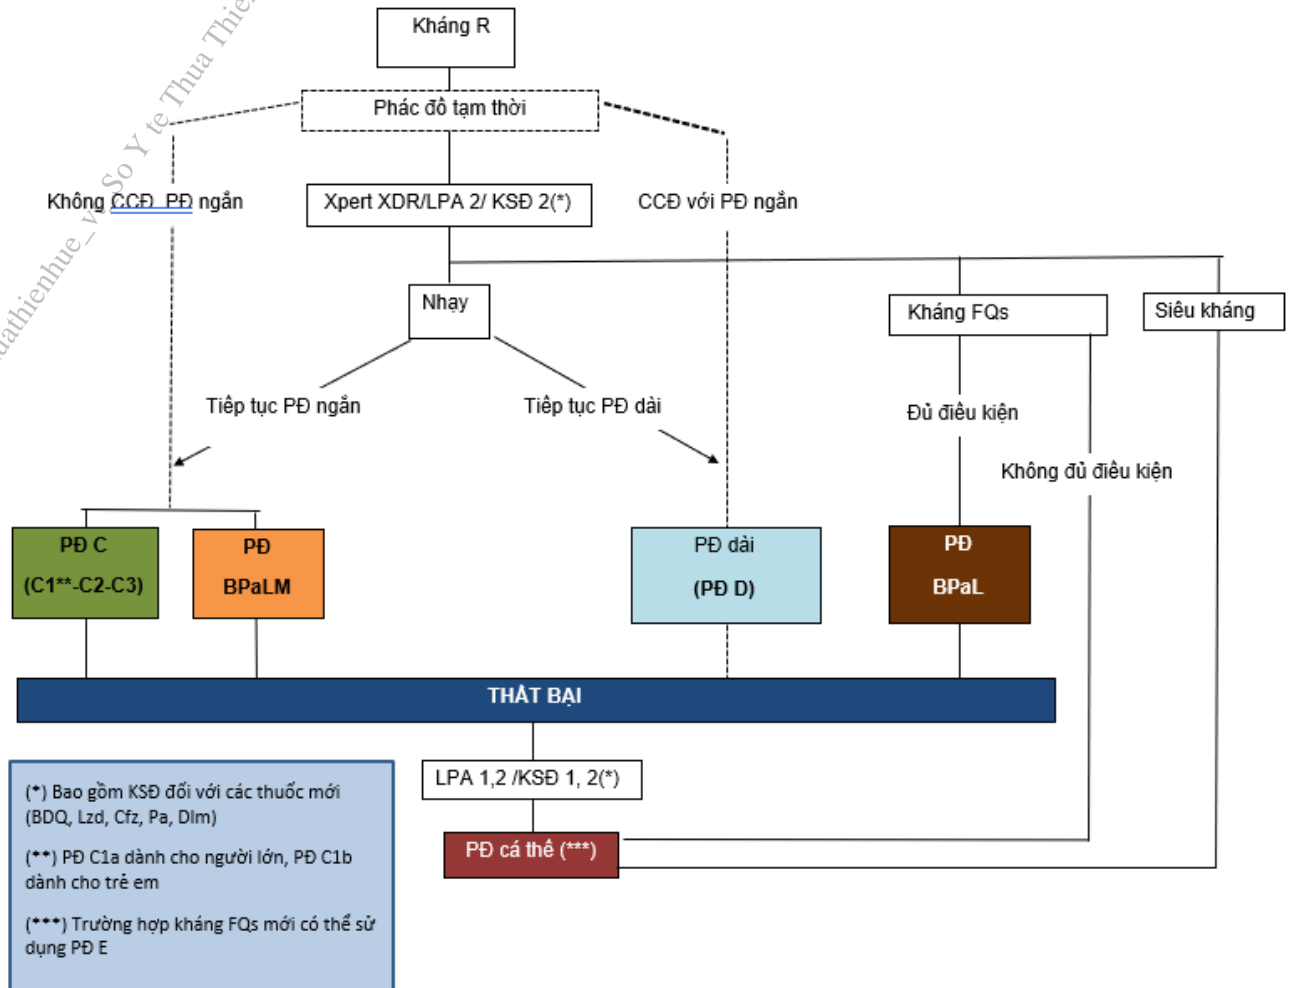 Kháng R
Phác đồ tạm thời
Không CCĐ PĐ ngắn
Xpert XDR/LPA 2/ KSĐ 2(*)
CCĐ với PĐ ngắn
Nhạy
Kháng FQs
Siêu kháng
Tiếp tục PĐ ngắn
Tiếp tục PĐ dài
Đủ điều kiện
Không đủ điều kiện
PĐ C
(C1**-C2-C3)
PĐ
BPaLM
PĐ dài
(PĐ D)
PĐ
BPaL
THẤT BẠI
LPA 1,2 /KSĐ 1, 2(*)
PĐ cá thể (***)
(*) Bao gồm KSĐ đối với các thuốc mới
(BDQ, Lzd, Cfz, Pa, Dlm)
(**) PĐ C1a dành cho người lớn, PĐ C1b
dành cho trẻ em
(***) Trường hợp kháng FQs mới có thể sử
dụng PĐ E
So Y te Thua Thien